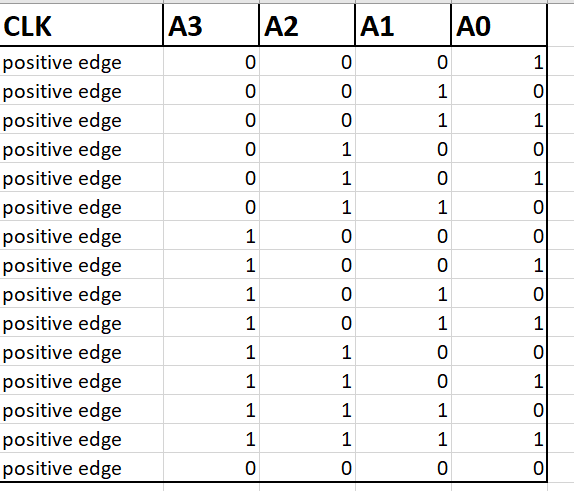 CLK A3 A2 A1 A0
positive edge 0 0 0 1
positive edge 0 0 1 0
positive edge 0 0 1 1
positive edge 0 1 0 0
positive edge 0 1 0 1
positive edge 0 1 1 0
positive edge 1 0 0 0
positive edge 1 0 0 1
positive edge 1 0 1 0
positive edge 1 0 1 1
positive edge 1 1 0 0
positive edge 1 1 0 1
positive edge 1 1 1 0
positive edge 1 1 1 1
positive edge 0 0 0 0